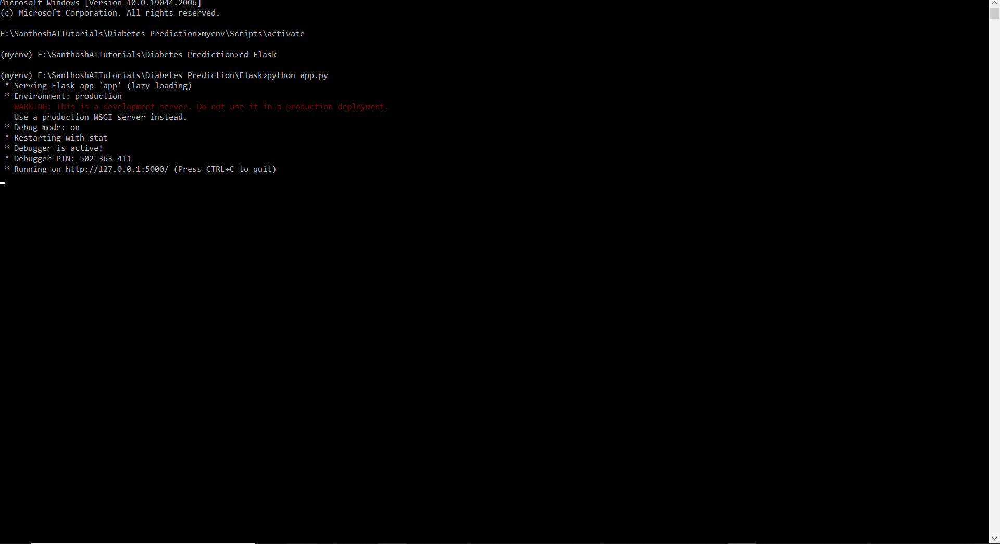 Microsoft Windows [Version 10.0.19044.2006]
(c) Microsoft Corporation. All rights reserved.
E:\SanthoshAITutorials\Diabetes Prediction>myenv\Scripts\activate
(myenv) E:\SanthoshAITutorials\Diabetes Prediction>cd Flask
(myenv) E:\SanthoshAITutorials\Diabetes Prediction\Flask>python app.py
* Serving Flask app 'app' (lazy loading)
* Environment: production
WARNING: This is a development server. Do not use it in a production deployment.
Use a production WSGI server instead.
* Debug mode: on
* Restarting with stat
* Debugger is active!
* Debugger PIN: 502-363-411
* Running on http://127.0.0.1:5000/ (Press CTRL+C to quit)